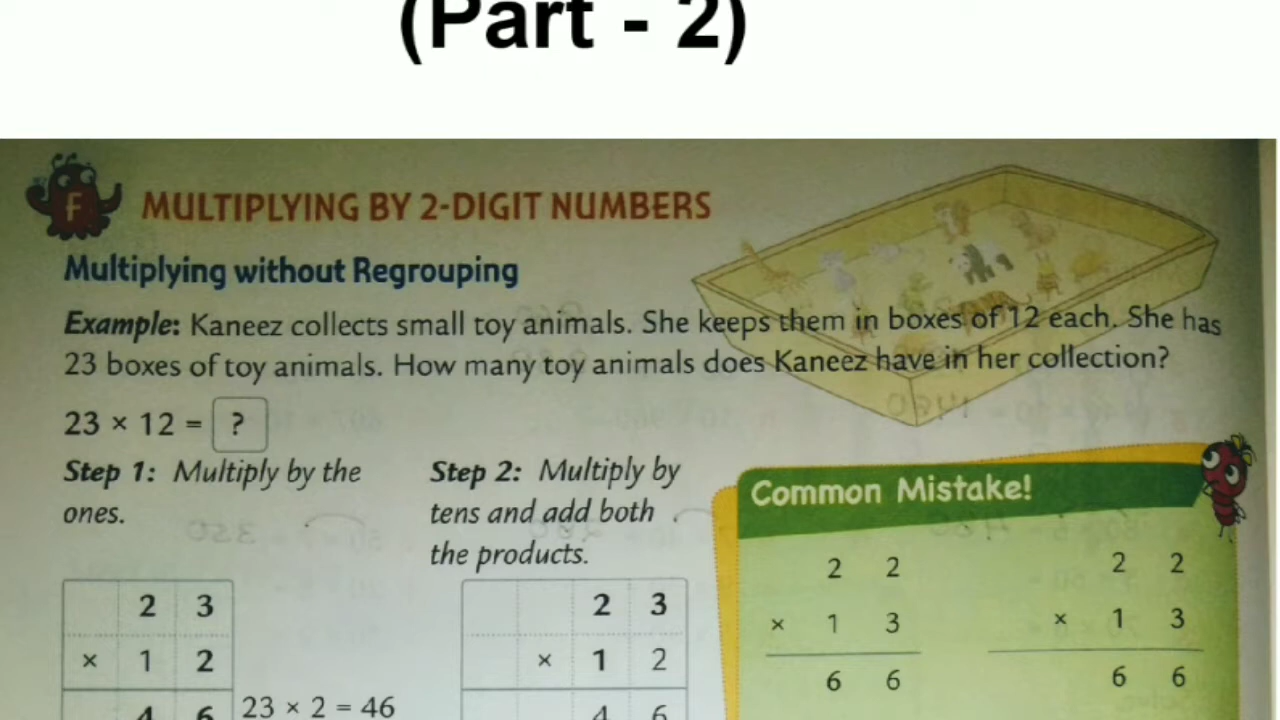 (Part - 2)
F
MULTIPLYING BY 2-DIGIT NUMBERS
Multiplying without Regrouping
Example: Kaneez collects small toy animals. She keeps them in boxes of 12 each. She has
23 boxes of toy animals. How many toy animals does Kaneez have in her collection?
23 × 12 = ?
Step 1: Multiply by the
ones.
2 3
× 1 2
4 6 23 × 2 = 46
Step 2: Multiply by
tens and add both
the products.
2 3
× 1 2
4 6
Common Mistake!
2 2
× 1 3
6 6
2 2
× 1 3
6 6